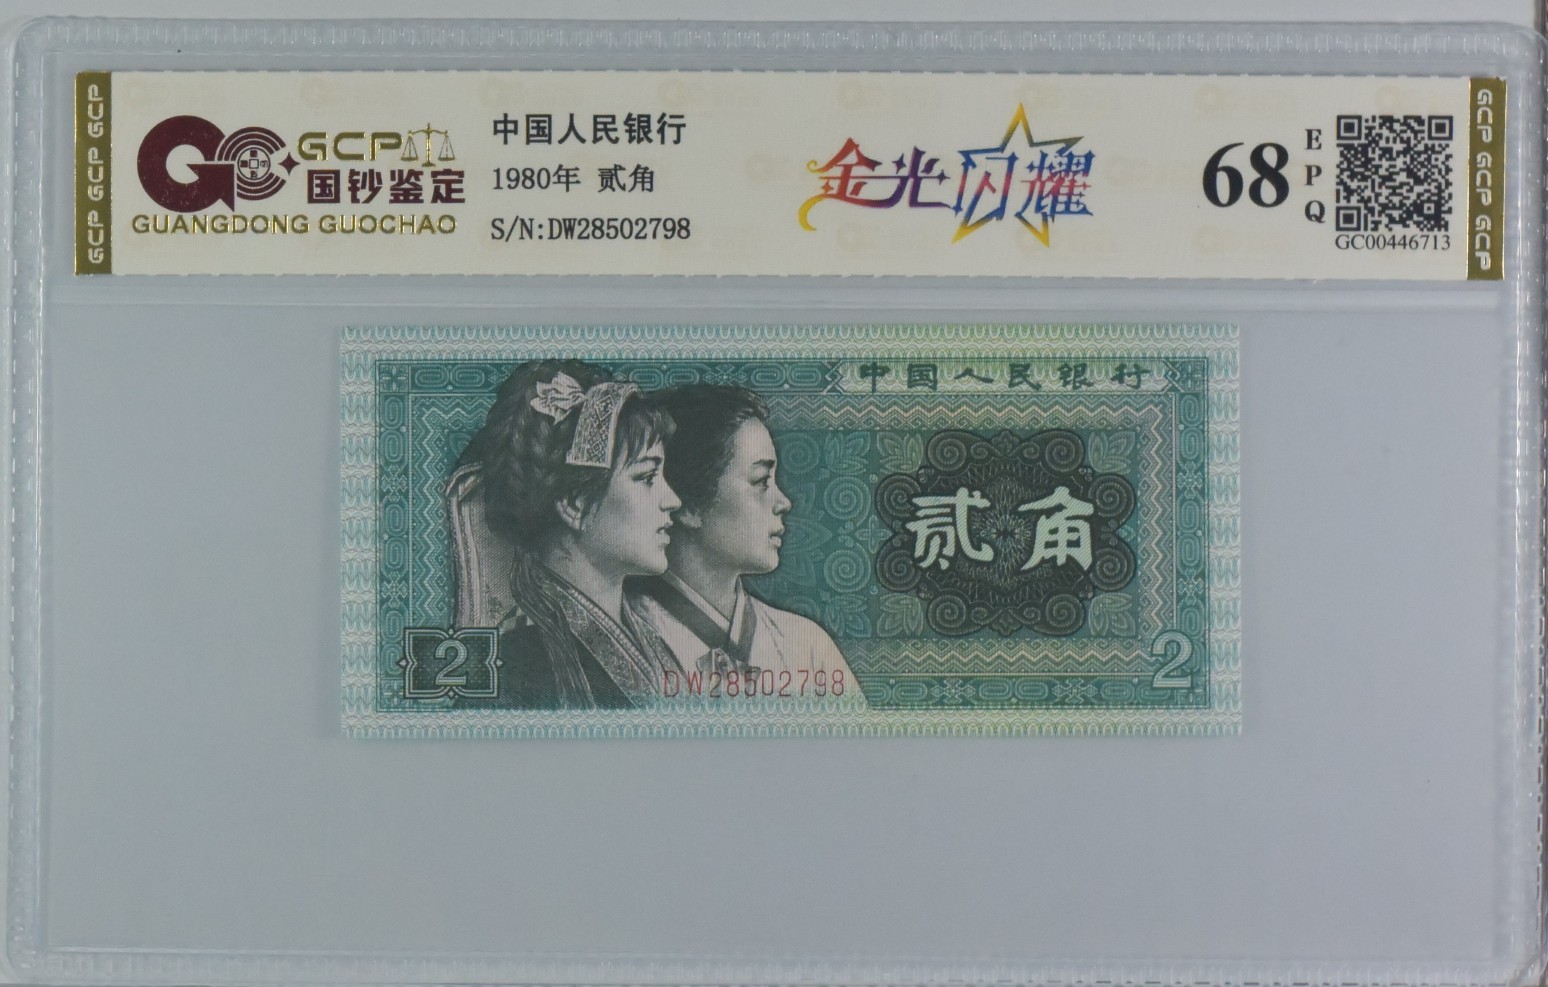 GCP GCP GCP
GCP
国钞鉴定
GUANGDONG GUOCHAO
中国人民银行
1980年 贰角
S/N:DW28502798
金光闪耀
68
EPQ
GC00446713
GCP GCP GCP
中国人民银行
贰角
2
2
DW28502798